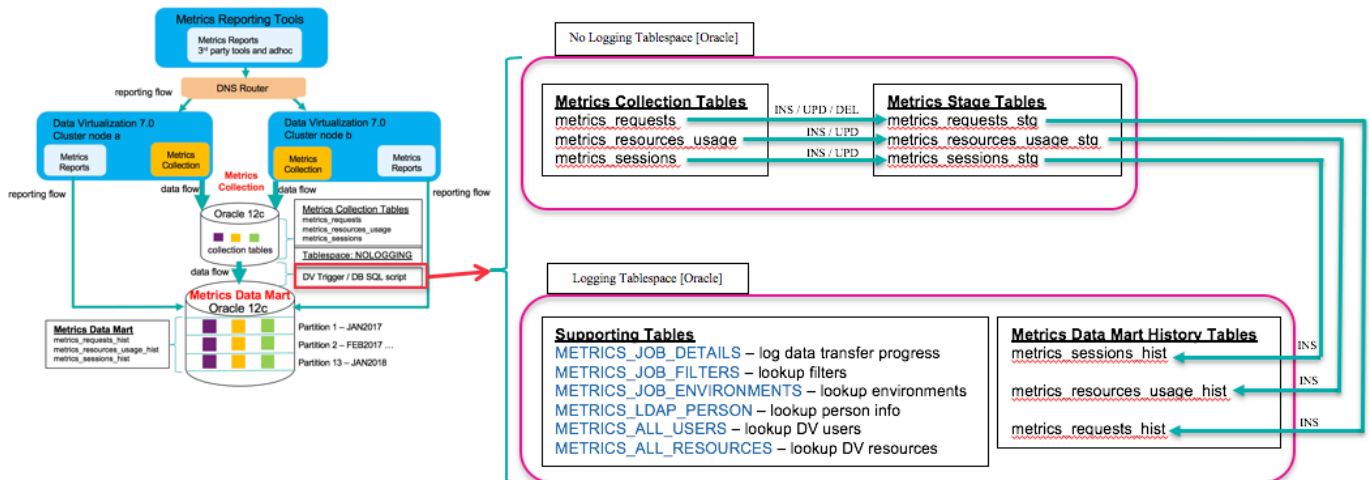 Metrics Reporting Tools
Metrics Reports
3rd party tools and adhoc
reporting flow
DNS Router
Data Virtualization 7.0
Cluster node a
Metrics
Reports
Metrics
Collection
Data Virtualization 7.0
Cluster node b
Metrics
Collection
Metrics
Reports
reporting flow
data flow
Metrics
Collection
data flow
reporting flow
Oracle 12c
collection tables
Metrics Collection Tables
metrics_requests
metrics_resources_usage
metrics_sessions
Tablespace: NOLOGGING
data flow
DV Trigger / DB SQL script
Metrics Data Mart
Oracle 12c
Metrics Data Mart
metrics_requests_hist
metrics_resources_usage_hist
metrics_sessions_hist
Partition 1 – JAN2017
Partition 2 – FEB2017 ...
Partition 13 – JAN2018
No Logging Tablespace [Oracle]
Metrics Collection Tables
metrics_requests
metrics_resources_usage
metrics_sessions
INS / UPD / DEL
INS / UPD
INS / UPD
Metrics Stage Tables
metrics_requests_stg
metrics_resources_usage_stg
metrics_sessions_stg
Logging Tablespace [Oracle]
Supporting Tables
METRICS_JOB_DETAILS – log data transfer progress
METRICS_JOB_FILTERS – lookup filters
METRICS_JOB_ENVIRONMENTS – lookup environments
METRICS_LDAP_PERSON – lookup person info
METRICS_ALL_USERS – lookup DV users
METRICS_ALL_RESOURCES – lookup DV resources
Metrics Data Mart History Tables
metrics_sessions_hist
metrics_resources_usage_hist
metrics_requests_hist
INS
INS
INS